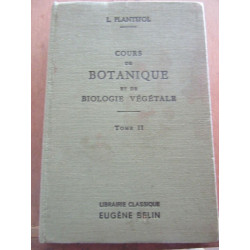 L. PLANTEFOL
COURS
DE
BOTANIQUE
ET DE
BIOLOGIE VÉGÉTALE
Tome II
LIBRAIRIE CLASSIQUE
EUGÈNE BELIN